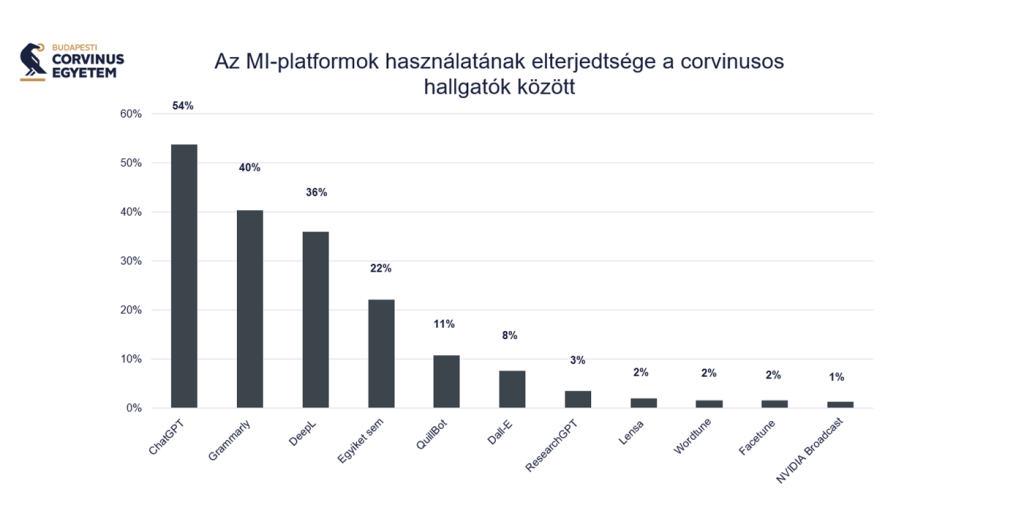 BUDAPESTI
CORVINUS
EGYETEM
Az MI-platformok használatának elterjedtsége a corvinusos
hallgatók között
60%
50%
40%
30%
20%
10%
0%
54%
40%
36%
22%
11%
8%
3%
2%
2%
2%
1%
ChatGPT
Grammarly
DeepL
Egyiket sem
QuillBot
Dall-E
ResearchGPT
Lensa
Wordtune
Facetune
NVIDIA Broadcast